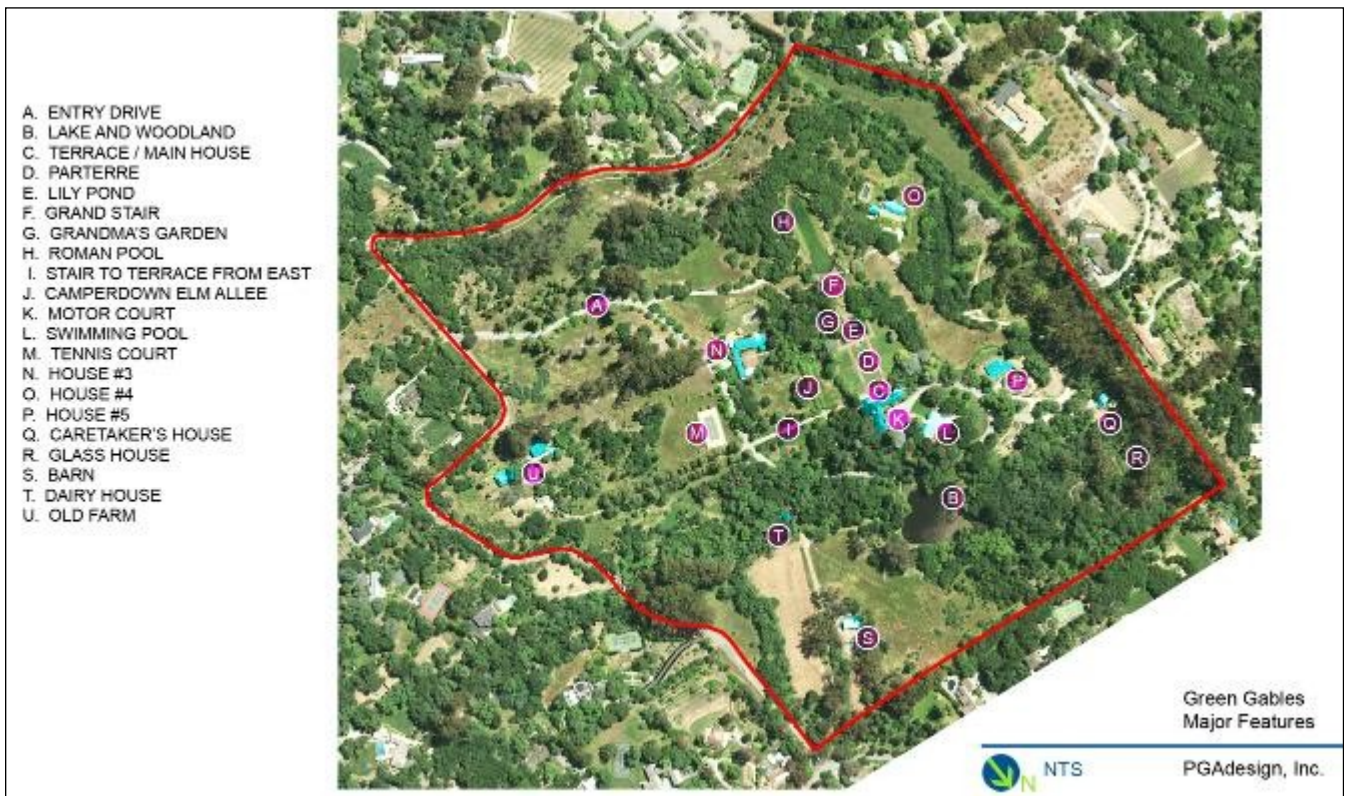 A. ENTRY DRIVE
B. LAKE AND WOODLAND
C. TERRACE / MAIN HOUSE
D. PARTERRE
E. LILY POND
F. GRAND STAIR
G. GRANDMA'S GARDEN
H. ROMAN POOL
I. STAIR TO TERRACE FROM EAST
J. CAMPERDOWN ELM ALLEE
K. MOTOR COURT
L. SWIMMING POOL
M. TENNIS COURT
N. HOUSE #3
O. HOUSE #4
P. HOUSE #5
Q. CARETAKER'S HOUSE
R. GLASS HOUSE
S. BARN
T. DAIRY HOUSE
U. OLD FARM
O
H
F
A
G
E
N
D
P
J
C
K
Q
I
M
L
R
U
B
T
S
Green Gables
Major Features
N
NTS
PGAdesign, Inc.